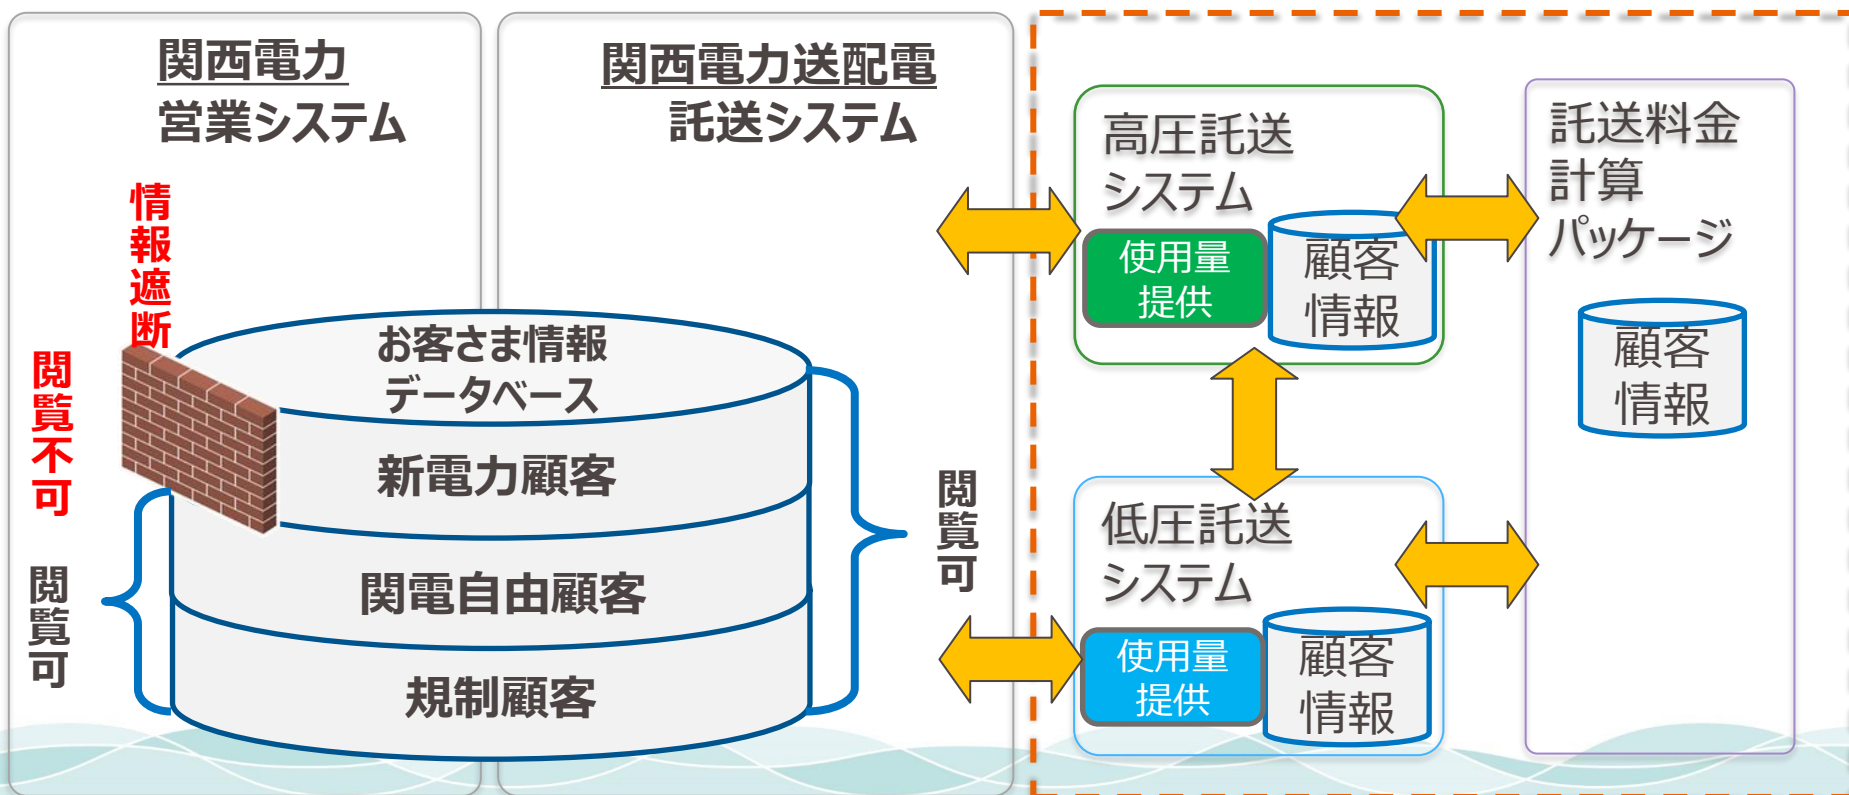 関西電力
営業システム
関西電力送配電
託送システム
情報遮断
閲覧不可
閲覧可
お客さま情報
データベース
新電力顧客
関電自由顧客
規制顧客
閲覧可
高圧託送
システム
使用量
提供
顧客
情報
低圧託送
システム
使用量
提供
顧客
情報
託送料金
計算
パッケージ
顧客
情報